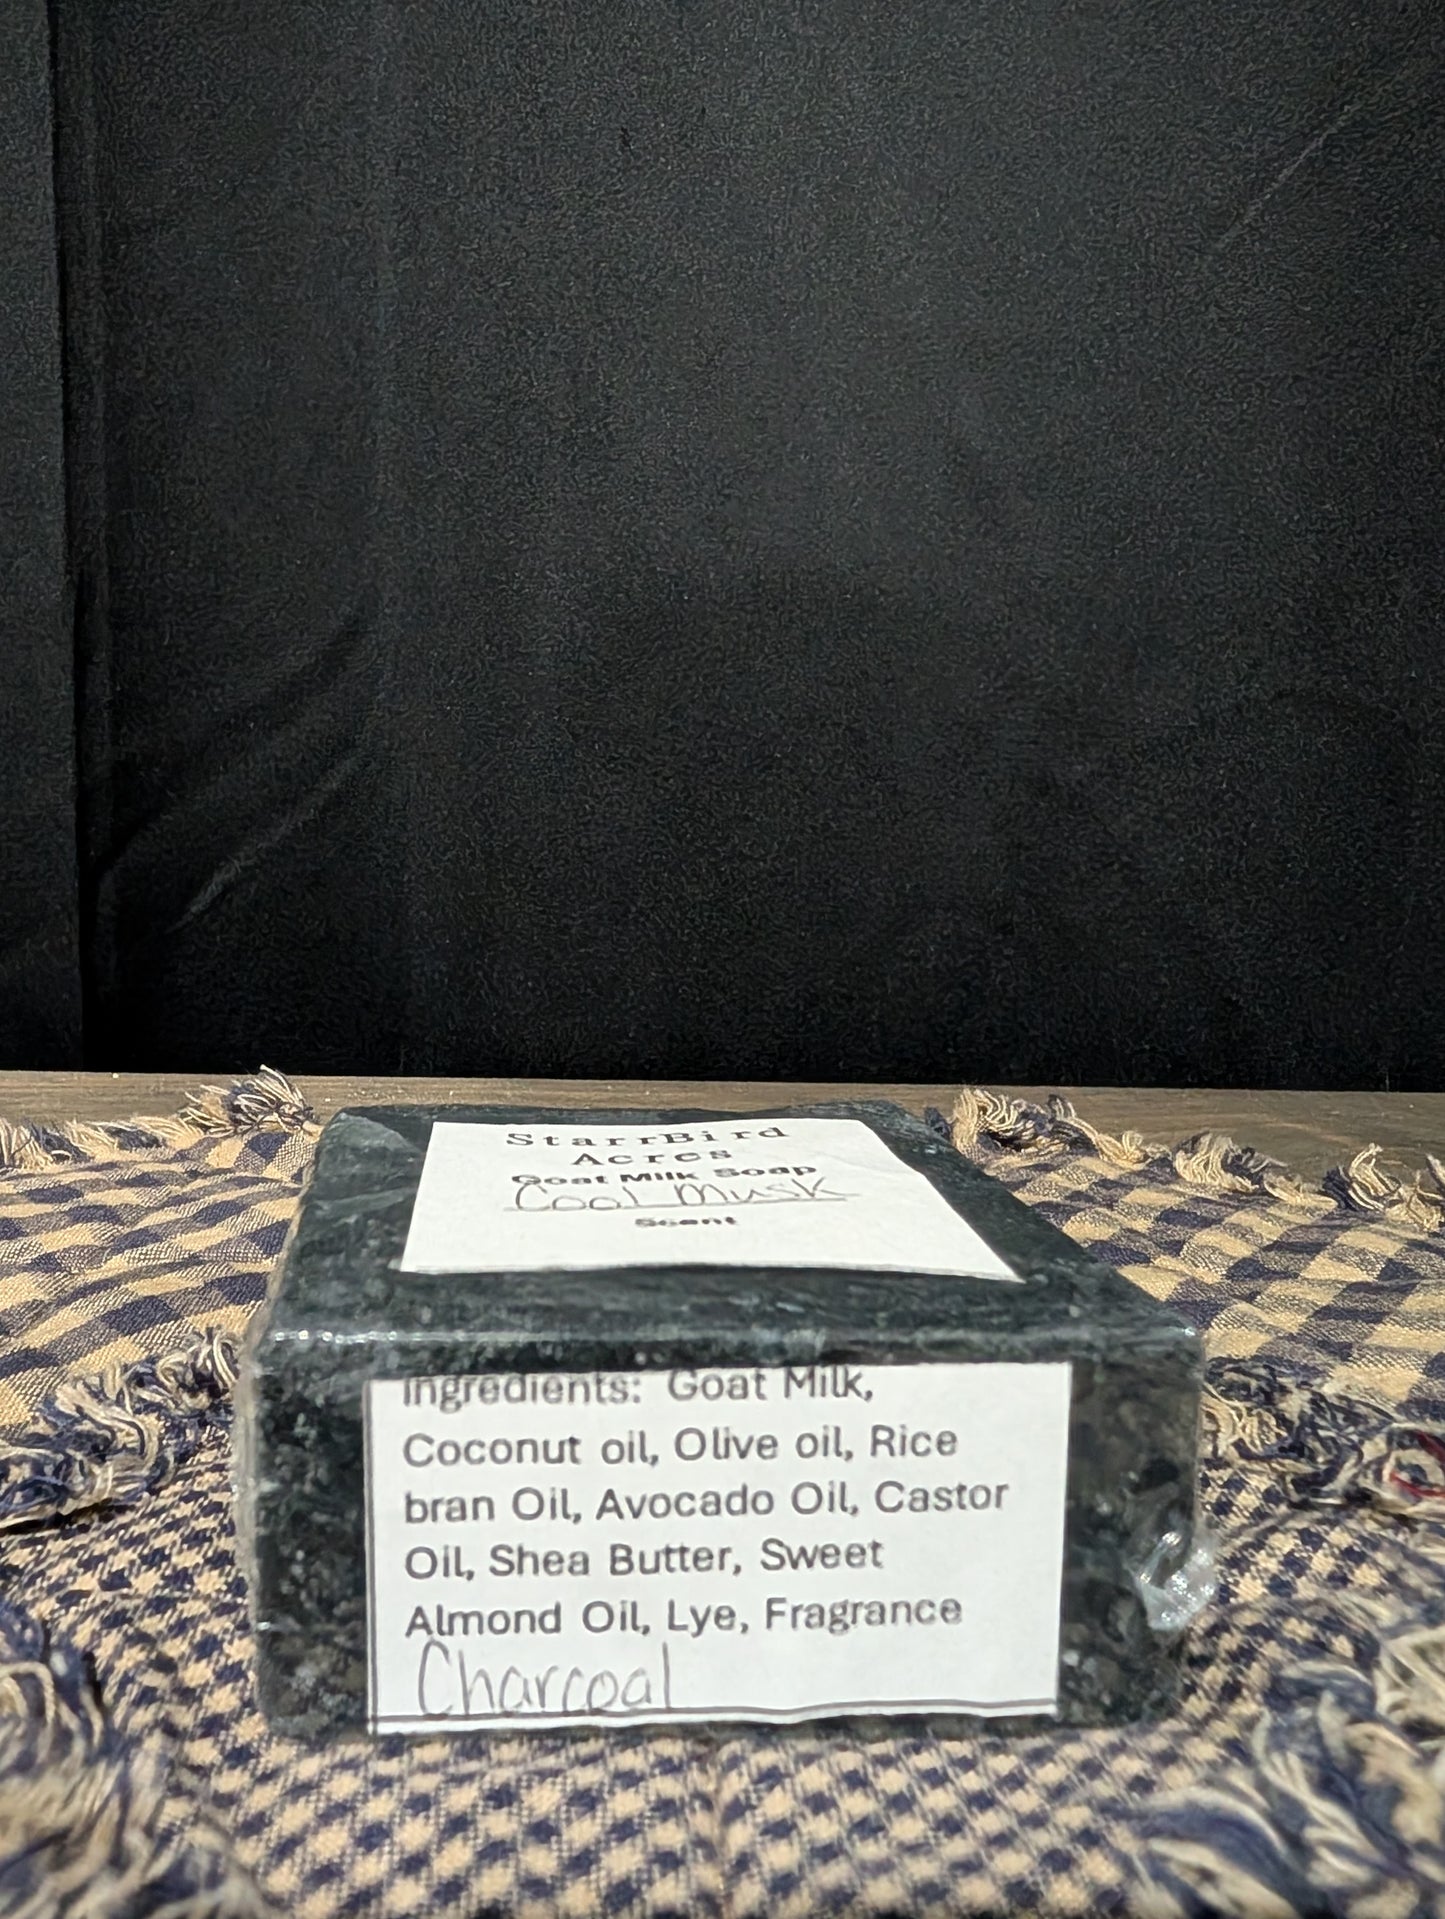 StarrBird
Acres
Goat Milk Soap
Coal Musk
Scent
Ingredients: Goat Milk,
Coconut oil, Olive oil, Rice
bran Oil, Avocado Oil, Castor
Oil, Shea Butter, Sweet
Almond Oil, Lye, Fragrance
Charcoal